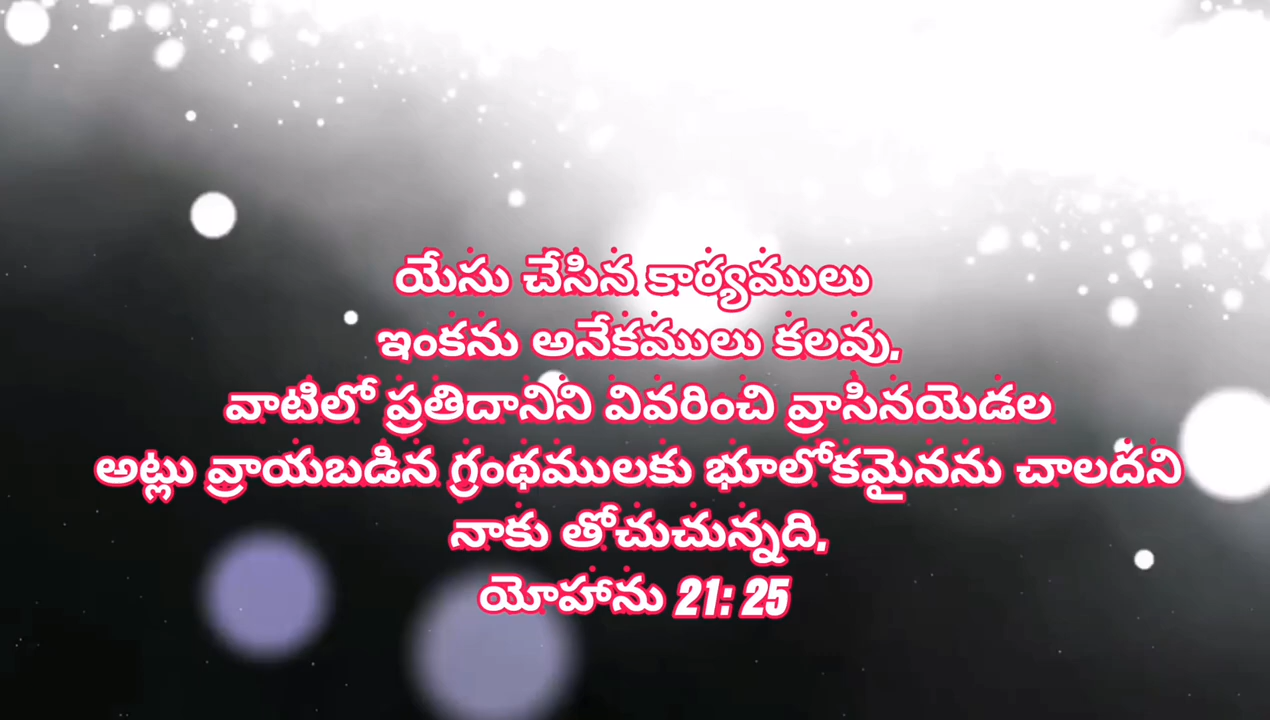 యేసు చేసిన కార్యములు
ఇంకను అనేకములు కలవు.
వాటిలో ప్రతిదానిని వివరించి వ్రాసినయెడల
అట్లు వ్రాయబడిన గ్రంథములకు భూలోకమైనను చాలదని
నాకు తోచుచున్నది.
యోహాను 21: 25